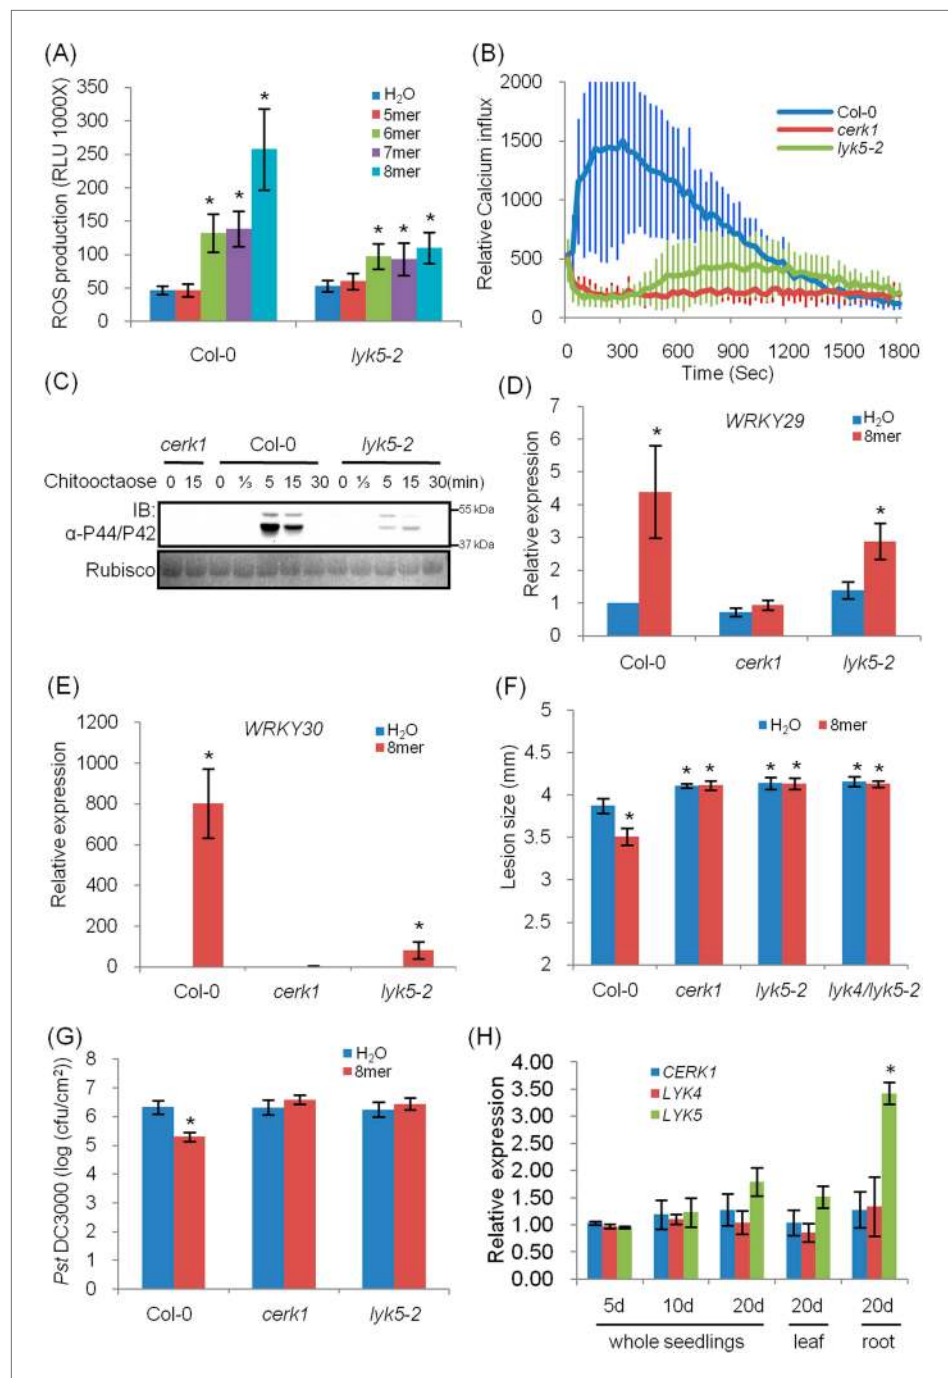 (A)
ROS production (RLU 1000X)
350
300
250
200
150
100
50
0
H₂O
5mer
6mer
7mer
8mer
* * * * * *
Col-0 lyk5-2
(B)
Relative Calcium influx
2000
1500
1000
500
0
Col-0
cerk1
lyk5-2
0 300 600 900 1200 1500 1800
Time (Sec)
(C)
cerk1 Col-0 lyk5-2
Chitooctaose 0 15 0 ⅓ 5 15 30 0 ⅓ 5 15 30(min)
IB:
α-P44/P42
55 kDa
37 kDa
Rubisco
(D)
WRKY29
Relative expression
7
6
5
4
3
2
1
0
H₂O
8mer
* *
Col-0 cerk1 lyk5-2
(E)
WRKY30
Relative expression
1200
1000
800
600
400
200
0
H₂O
8mer
* *
Col-0 cerk1 lyk5-2
(F)
Lesion size (mm)
5
4.5
4
3.5
3
2.5
2
H₂O 8mer
* * * * * * *
Col-0 cerk1 lyk5-2 lyk4/lyk5-2
(G)
Pst DC3000 (log (cfu/cm²))
8
7
6
5
4
3
2
1
0
H₂O
8mer
*
Col-0 cerk1 lyk5-2
(H)
Relative expression
4.00
3.50
3.00
2.50
2.00
1.50
1.00
0.50
0.00
CERK1
LYK4
LYK5
*
5d 10d 20d 20d 20d
whole seedlings leaf root